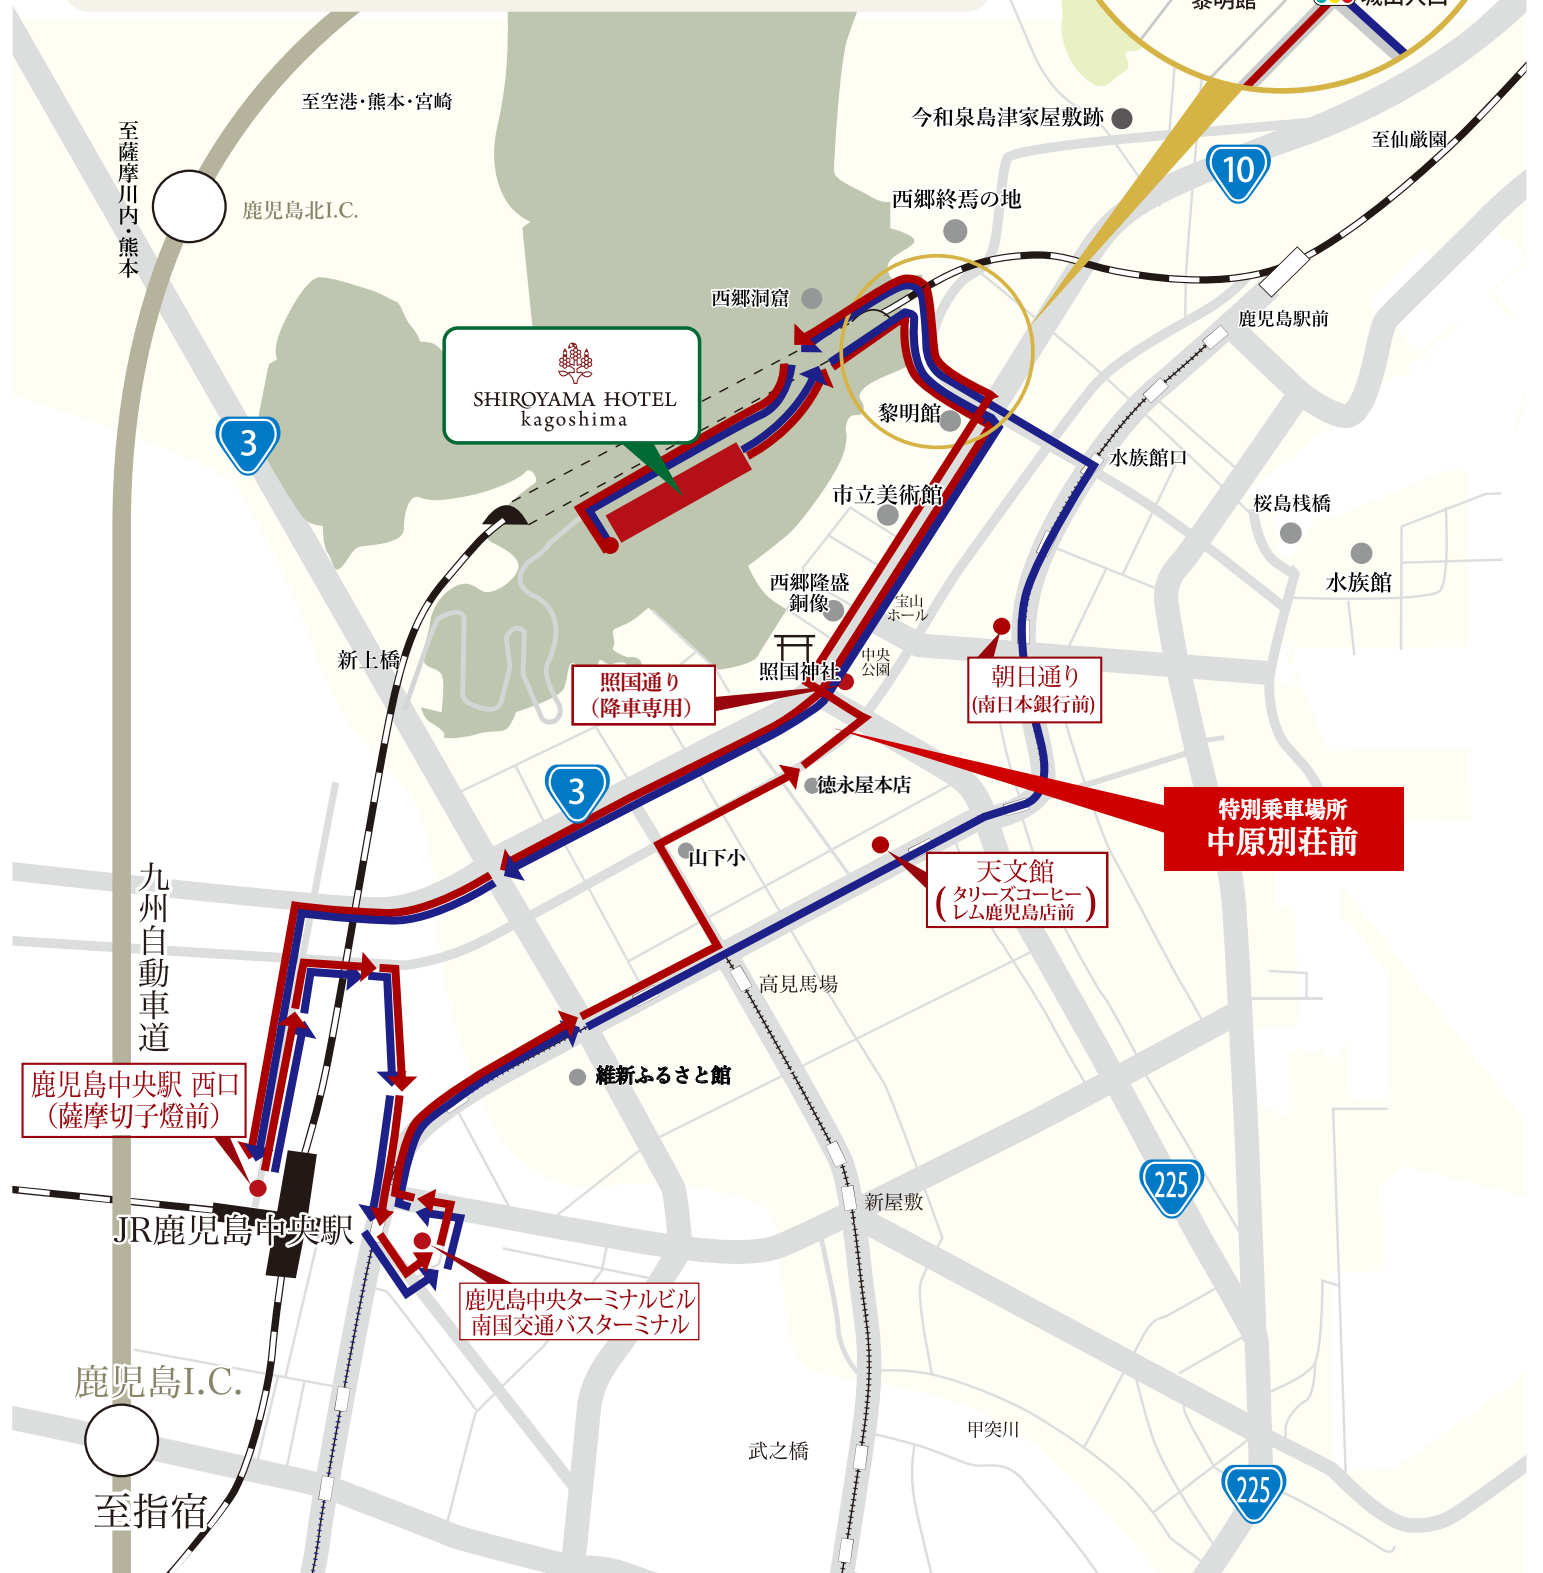 黎明館
城山入口
至空港・熊本・宮崎
今和泉島津家屋敷跡
至薩摩川内・熊本
至仙厳園
10
鹿児島北I.C.
西郷終焉の地
西郷洞窟
鹿児島駅前
SHIROYAMA HOTEL
kagoshima
黎明館
3
水族館口
市立美術館
桜島桟橋
水族館
西郷隆盛
銅像
宝山
ホール
新上橋
中央
公園
照国神社
照国通り
（降車専用）
朝日通り
(南日本銀行前)
3
徳永屋本店
特別乗車場所
中原別荘前
山下小
天文館
(タリーズコーヒー
レム鹿児島店前)
九州自動車道
高見馬場
維新ふるさと館
鹿児島中央駅 西口
（薩摩切子燈前）
225
新屋敷
JR鹿児島中央駅
鹿児島中央ターミナルビル
南国交通バスターミナル
鹿児島I.C.
甲突川
武之橋
225
至指宿